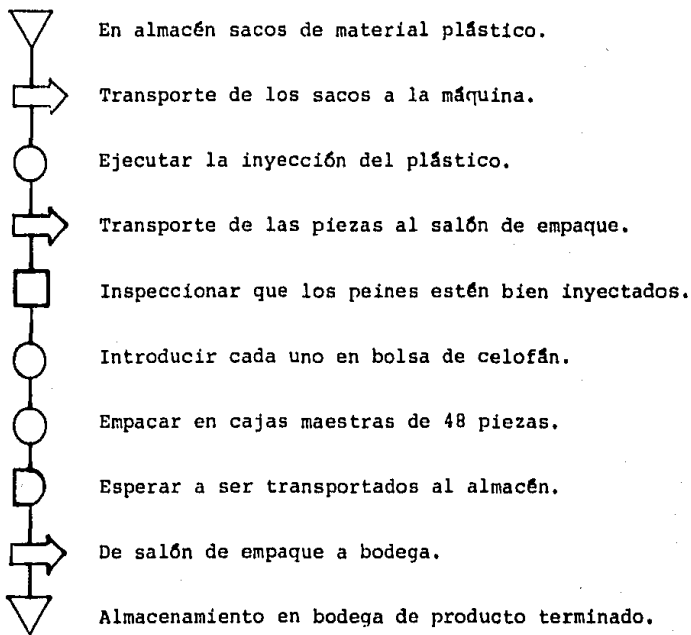 En almacén sacos de material plástico.
Transporte de los sacos a la máquina.
Ejecutar la inyección del plástico.
Transporte de las piezas al salón de empaque.
Inspeccionar que los peines estén bien inyectados.
Introducir cada uno en bolsa de celofán.
Empacar en cajas maestras de 48 piezas.
Esperar a ser transportados al almacén.
De salón de empaque a bodega.
Almacenamiento en bodega de producto terminado.